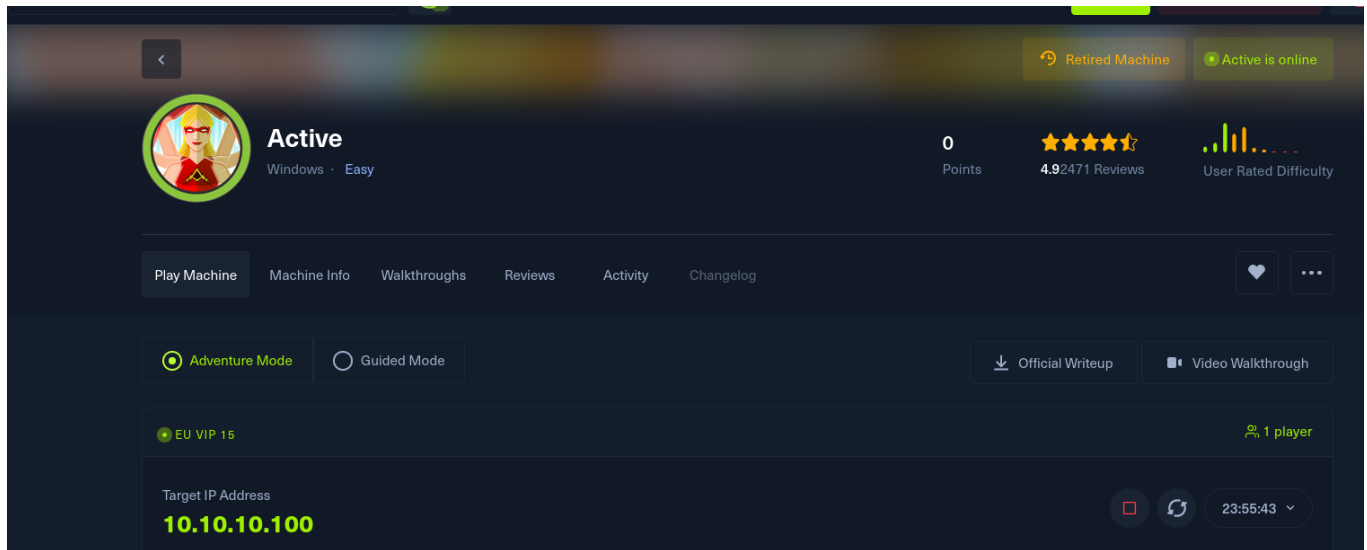 Retired Machine
Active is online
Active
Windows · Easy
0
Points
4.92471 Reviews
User Rated Difficulty
Play Machine Machine Info Walkthroughs Reviews Activity Changelog
Adventure Mode Guided Mode
Official Writeup Video Walkthrough
EU VIP 15
1 player
Target IP Address
10.10.10.100
23:55:43